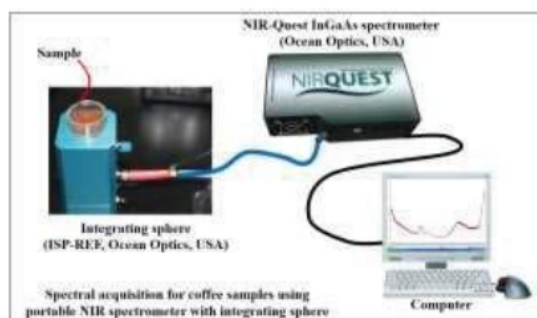 NIR-Quest InGaAs spectrometer
(Ocean Optics, USA)
Sample
NIRQUEST
Integrating sphere
(ISP-REF, Ocean Optics, USA)
Spectral acquisition for coffee samples using
portable NIR spectrometer with integrating sphere
Computer